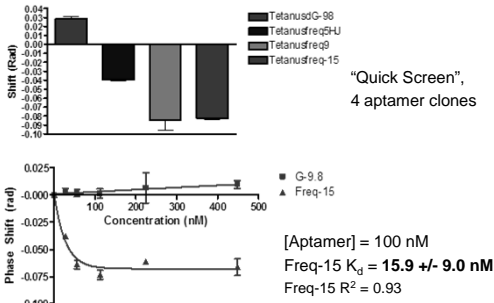 0.04
0.03
0.02
0.01
-0.00
-0.01
-0.02
-0.03
-0.04
-0.05
-0.06
-0.07
-0.08
-0.09
-0.10
Shift (Rad)
TetanusdG-98
Tetanusfreq5HJ
Tetanusfreq9
Tetanusfreq-15
“Quick Screen”,
4 aptamer clones
0.025
-0.000
-0.025
-0.050
-0.075
-0.100
Phase Shift (rad)
100 200 300 400 500
Concentration (nM)
G-9.8
Freq-15
[Aptamer] = 100 nM
Freq-15 Kd = 15.9 +/- 9.0 nM
Freq-15 R2 = 0.93